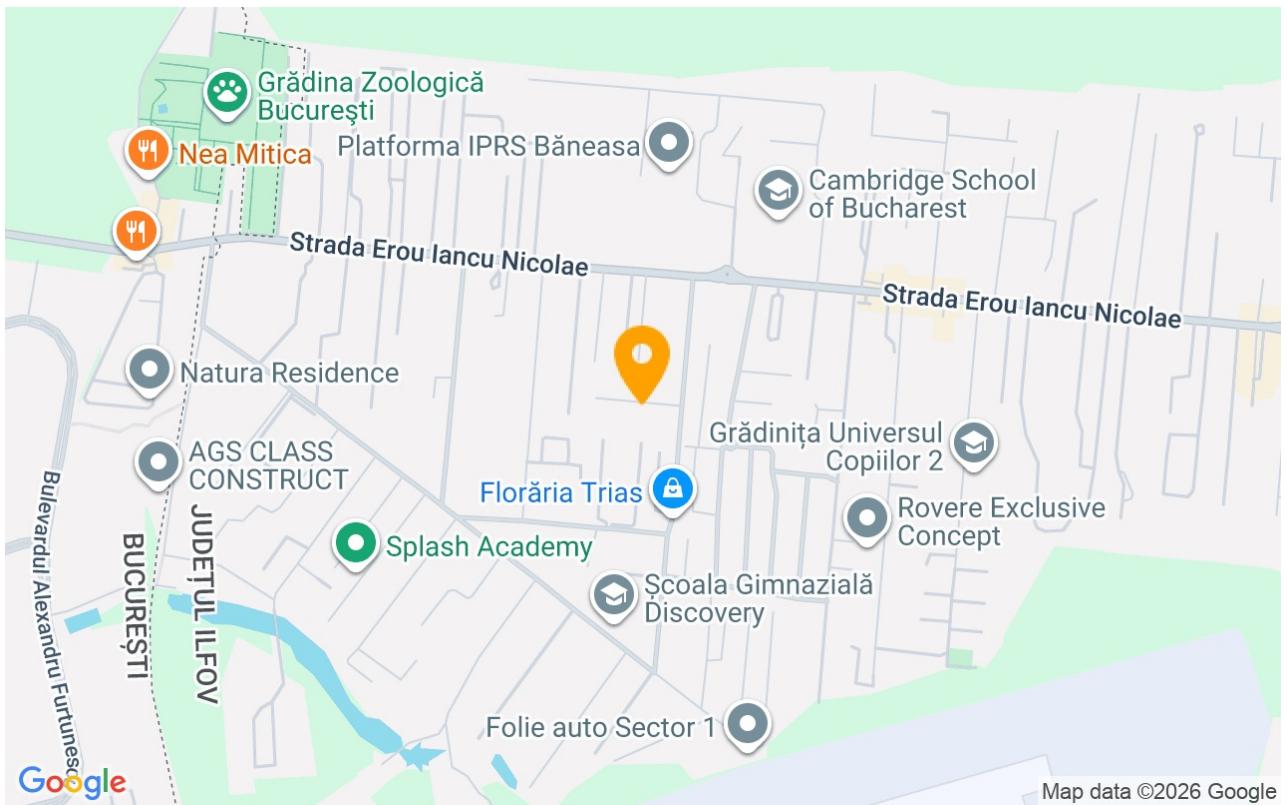 Grădina Zoologică
București
Nea Mitica
Platforma IPRS Băneasa
Cambridge School
of Bucharest
Strada Erou Iancu Nicolae
Strada Erou Iancu Nicolae
Natura Residence
AGS CLASS
CONSTRUCT
Grădinița Universul
Copiilor 2
Florăria Trias
Rovere Exclusive
Concept
Splash Academy
Școala Gimnazială
Discovery
JUDEȚUL ILFOV
BUCUREȘTI
Bulevardul Alexandru Furtunesc
Folie auto Sector 1
Google
Map data ©2026 Google